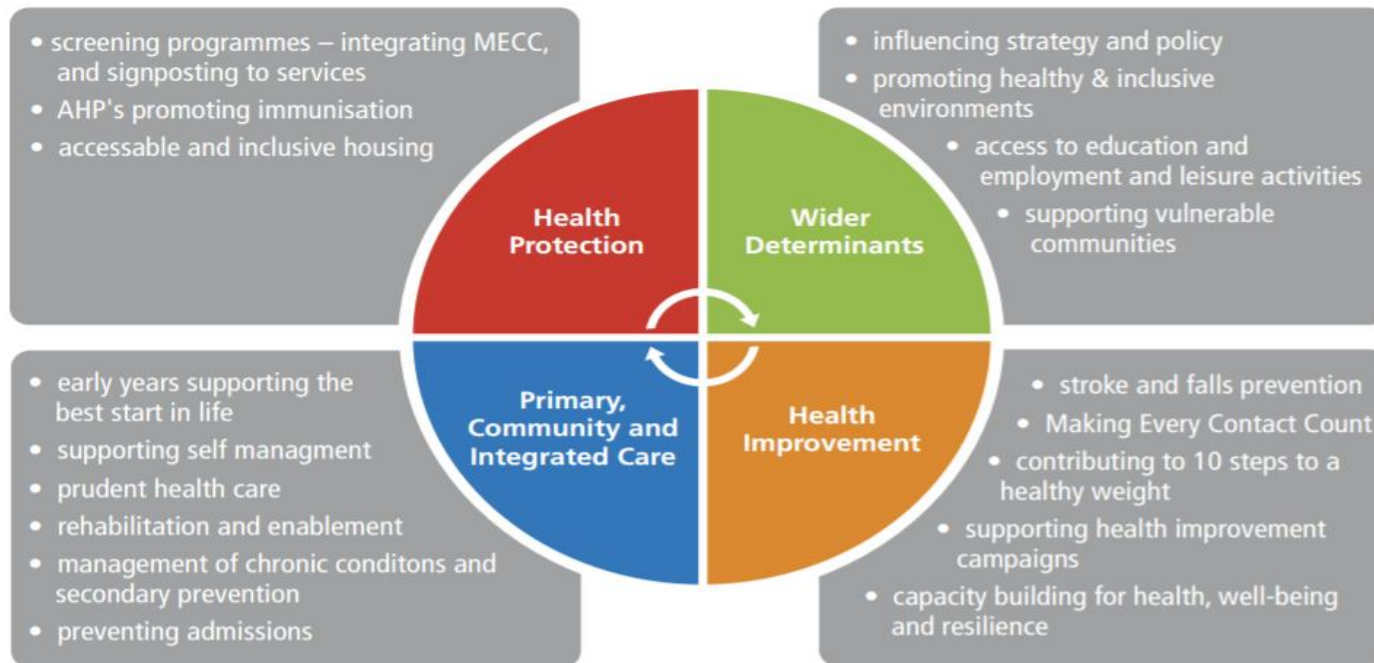 • screening programmes – integrating MECC,
and signposting to services
• AHP's promoting immunisation
• accessable and inclusive housing
• influencing strategy and policy
• promoting healthy & inclusive
environments
• access to education and
employment and leisure activities
• supporting vulnerable
communities
Health
Protection
Wider
Determinants
Primary,
Community and
Integrated Care
Health
Improvement
• early years supporting the
best start in life
• supporting self managment
• prudent health care
• rehabilitation and enablement
• management of chronic conditons and
secondary prevention
• preventing admissions
• stroke and falls prevention
• Making Every Contact Count
• contributing to 10 steps to a
healthy weight
• supporting health improvement
campaigns
• capacity building for health, well-being
and resilience